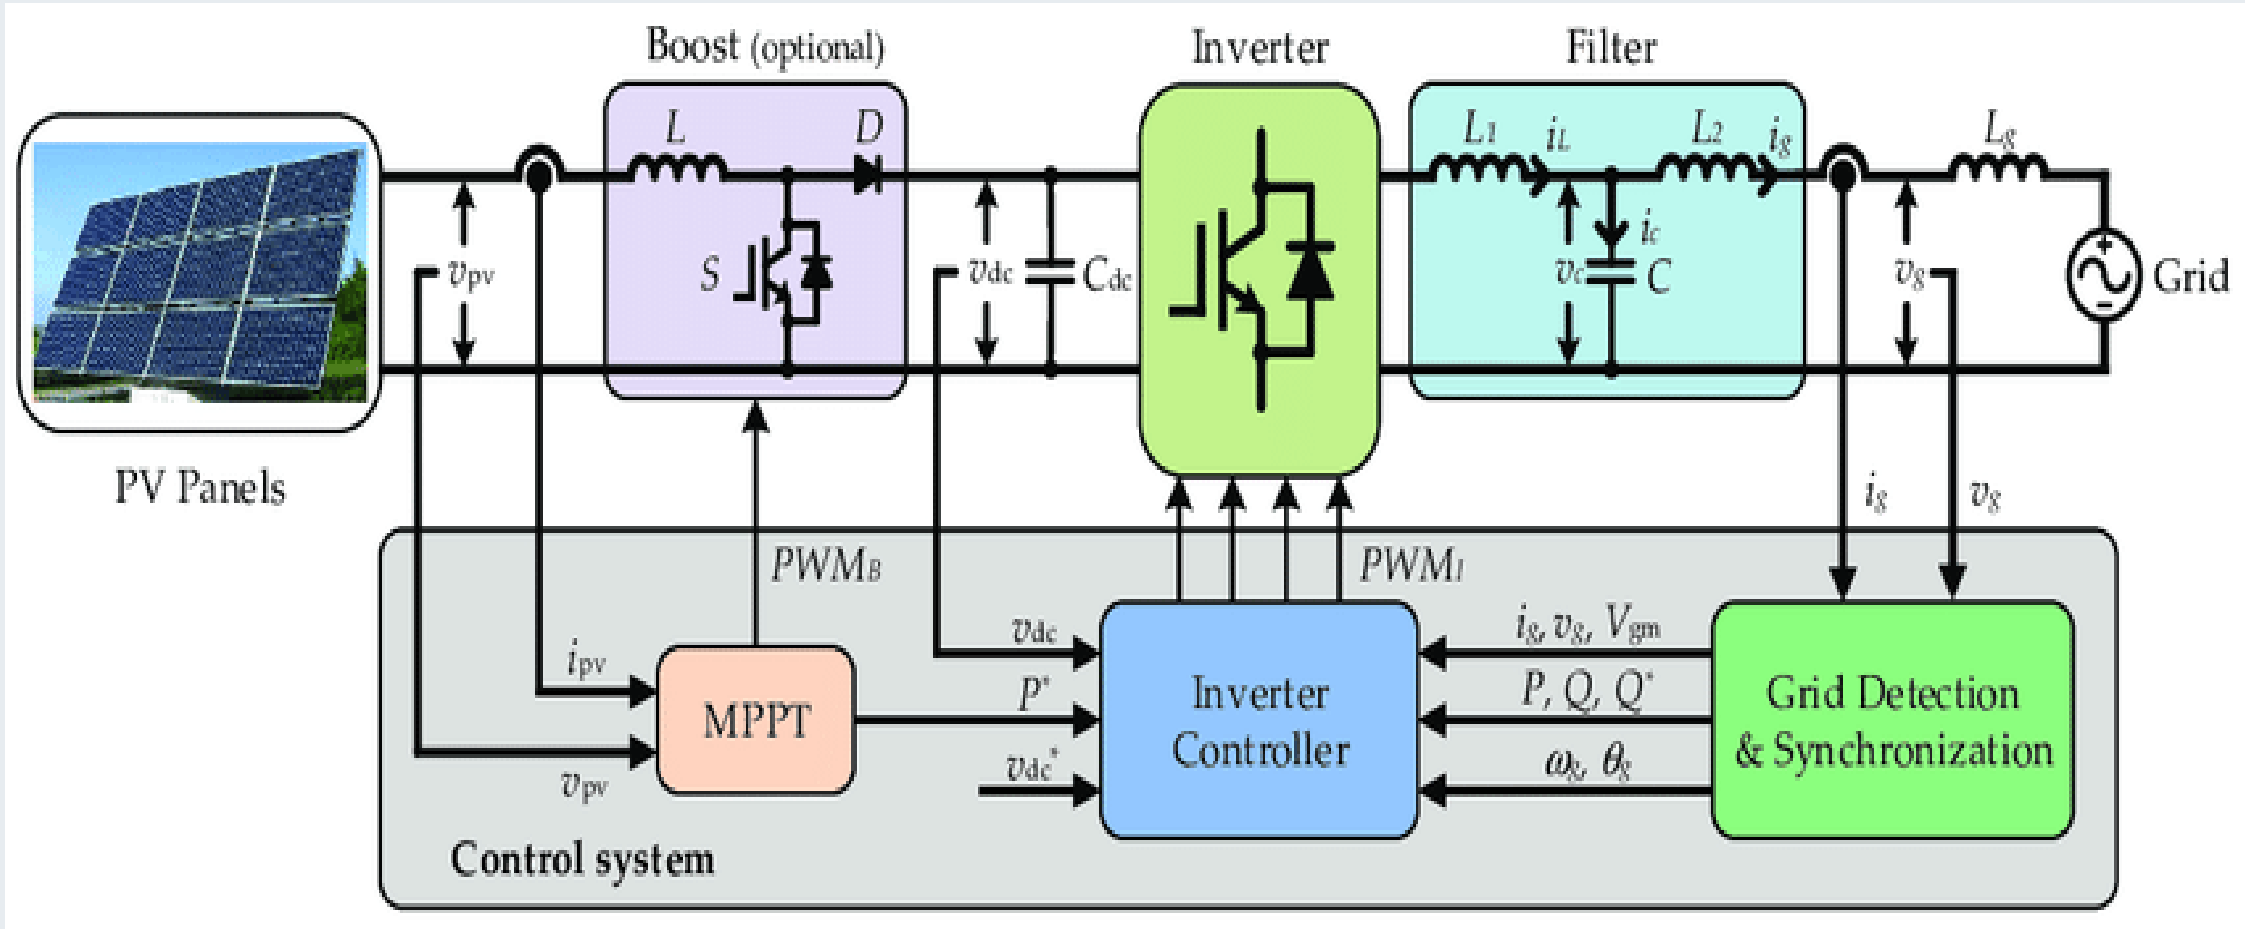 Boost (optional)
Inverter
Filter
L
D
L1
iL
L2
ig
Lg
S
vpv
vdc
Cdc
vc
ic
C
vg
Grid
PV Panels
ig
vg
PWMB
PWMI
vdc
ig, vg, Vgm
ipv
P*
P, Q, Q*
MPPT
Inverter
Controller
Grid Detection
& Synchronization
vpv
vdc*
ωg, θg
Control system